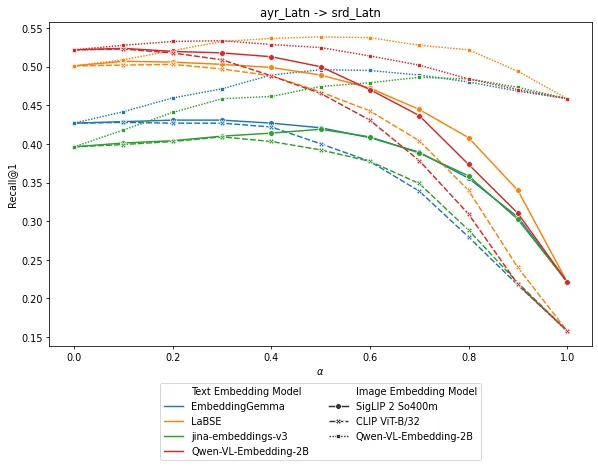 ayr_Latn -> srd_Latn
0.55
0.50
0.45
0.40
0.35
0.30
0.25
0.20
0.15
Recall@1
0.0 0.2 0.4 0.6 0.8 1.0
α
Text Embedding Model
EmbeddingGemma
LaBSE
jina-embeddings-v3
Qwen-VL-Embedding-2B
Image Embedding Model
SigLIP 2 So400m
CLIP ViT-B/32
Qwen-VL-Embedding-2B